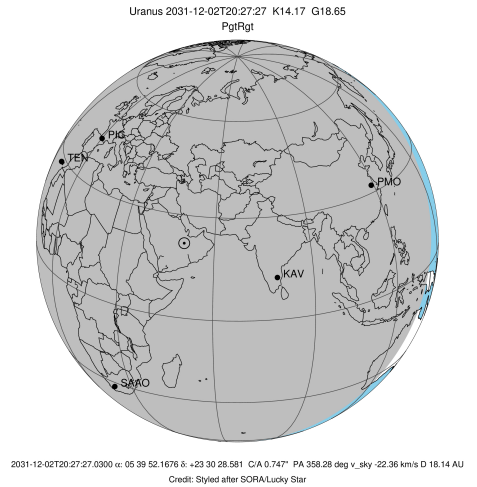 Uranus 2031-12-02T20:27:27 K14.17 G18.65
PgtRgt
PIC
TEN
PMO
KAV
SAAO
2031-12-02T20:27:27.0300 α: 05 39 52.1676 δ: +23 30 28.581 C/A 0.747" PA 358.28 deg v_sky -22.36 km/s D 18.14 AU
Credit: Styled after SORA/Lucky Star